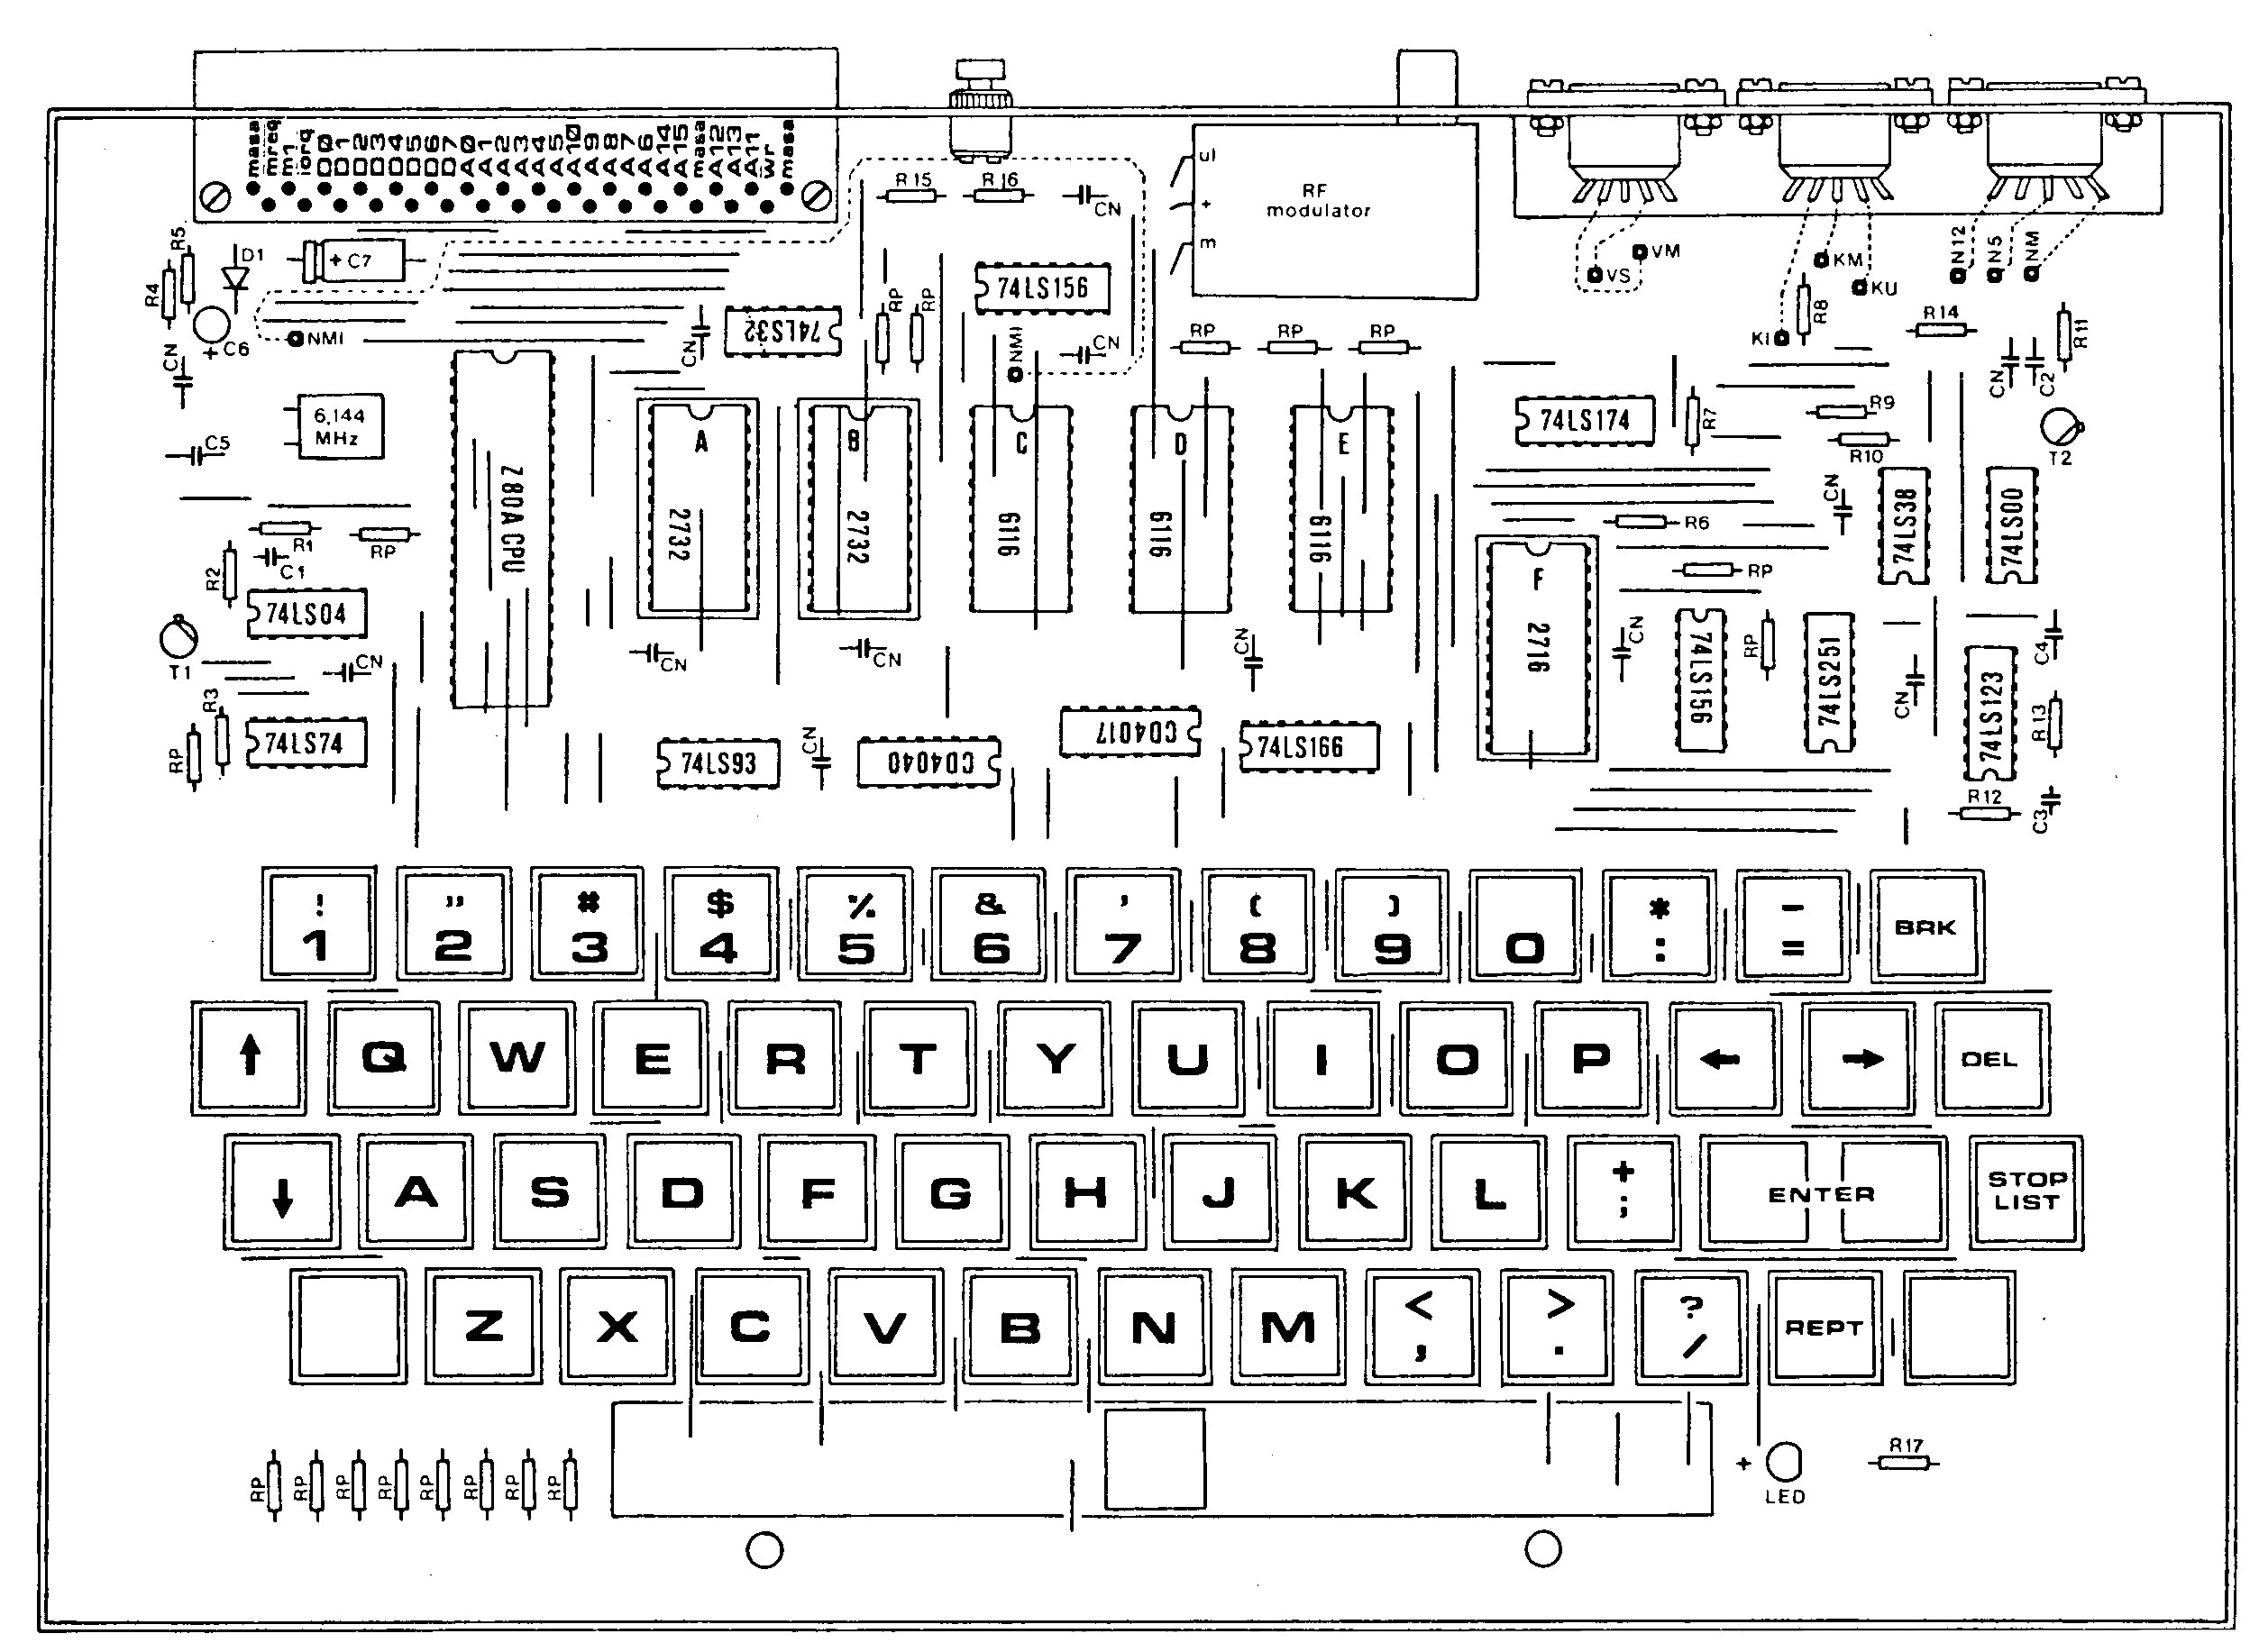 masa
mreq
m1
iorq
D0
D1
D2
D3
D4
D5
D6
D7
A0
A1
A2
A3
A4
A5
A10
A9
A8
A7
A6
A14
A15
masa
A12
A13
A11
wr
masa
R15
R16
CN
ul
+
m
RF
modulator
VS
VM
KM
KU
KI
R8
N12
N5
NM
R14
R11
R5
R4
D1
+ C7
+ C6
NMI
CN
CN
74LS32
RP
RP
74LS156
NMI
CN
RP
RP
RP
CN
C2
6,144
MHz
C5
Z80A CPU
A
2732
B
2732
C
6116
D
6116
E
6116
74LS174
R7
R9
R10
T2
CN
74LS38
74LS00
R6
RP
R1
RP
R2
C1
74LS04
T1
CN
CN
CN
CN
F
2716
CN
74LS156
RP
74LS251
CN
74LS123
C4
R13
RP
R3
74LS74
74LS93
CN
CD4040
CD4017
74LS166
R12
C3
! " # $ % & ' ( ) * -
1 2 3 4 5 6 7 8 9 0 : = BRK
↑ Q W E R T Y U I O P ← → DEL
↓ A S D F G H J K L + ; ENTER STOP LIST
Z X C V B N M < , > . ? / REPT
RP RP RP RP RP RP RP RP
+
LED
R17